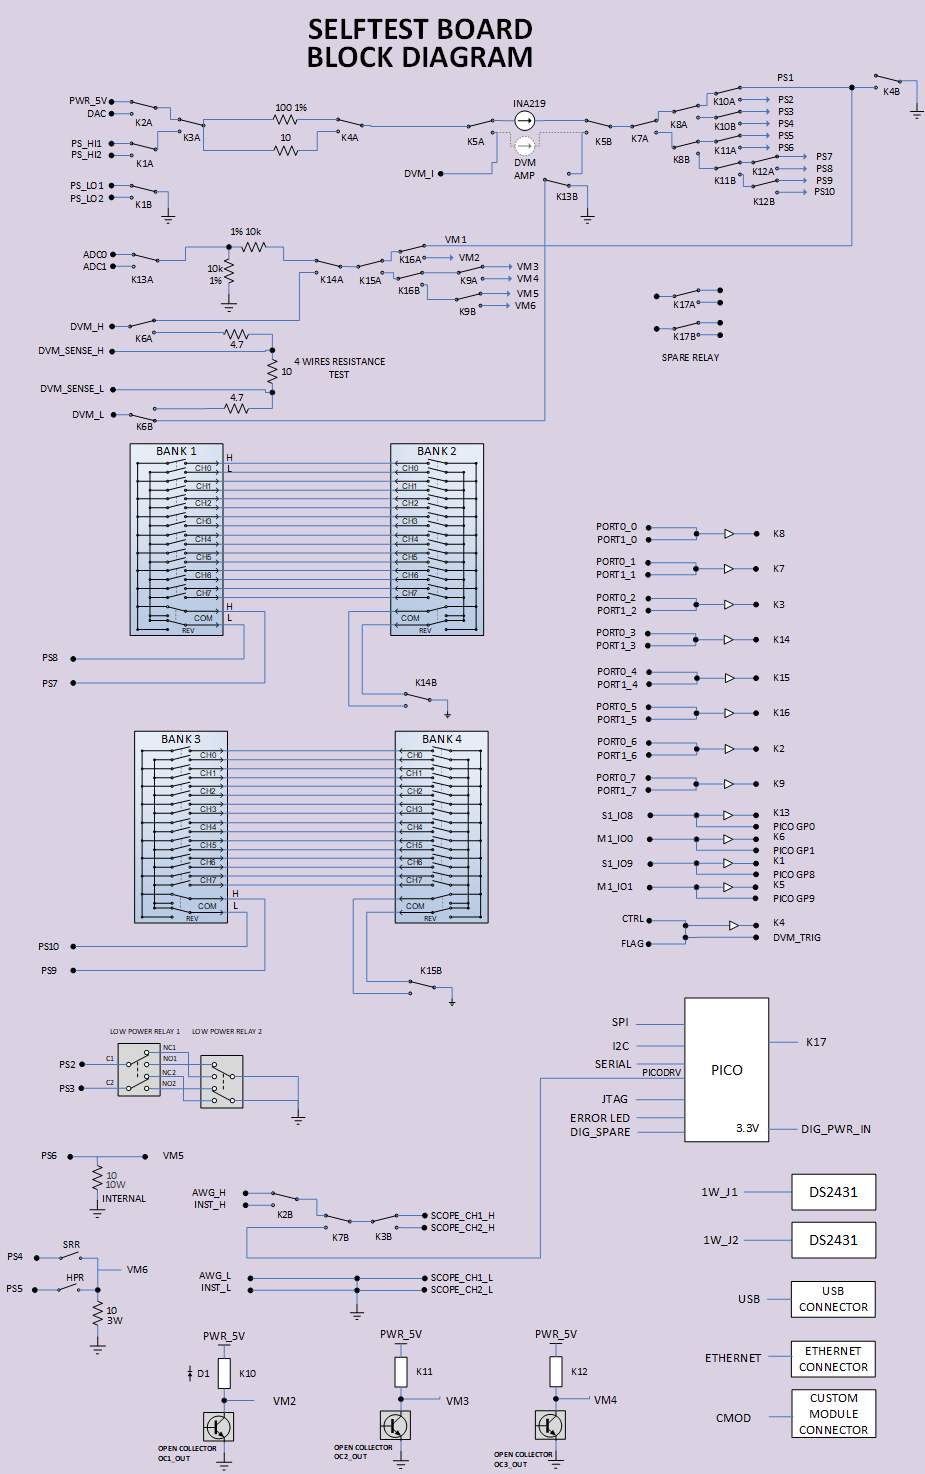 SELFTEST BOARD
BLOCK DIAGRAM
PWR_5V
DAC
K2A
PS_HI1
PS_HI2
K1A
K3A
100 1%
10
K4A
PS_LO1
PS_LO2
K1B
INA219
K5A
DVM
AMP
DVM_I
K5B
K13B
K7A
K8A
K8B
K10A
K10B
K11A
K11B
K12A
K12B
PS1
PS2
PS3
PS4
PS5
PS6
PS7
PS8
PS9
PS10
K4B
ADC0
ADC1
K13A
1% 10k
10k
1%
K14A
K15A
K16A
K16B
K9A
K9B
VM1
VM2
VM3
VM4
VM5
VM6
DVM_H
K6A
4.7
DVM_SENSE_H
10
4 WIRES RESISTANCE
TEST
DVM_SENSE_L
4.7
DVM_L
K6B
K17A
K17B
SPARE RELAY
BANK 1
H
L
CH0
CH1
CH2
CH3
CH4
CH5
CH6
CH7
H
COM
L
REV
BANK 2
CH0
CH1
CH2
CH3
CH4
CH5
CH6
CH7
COM
REV
PS8
PS7
K14B
BANK 3
CH0
CH1
CH2
CH3
CH4
CH5
CH6
CH7
H
COM
L
REV
BANK 4
CH0
CH1
CH2
CH3
CH4
CH5
CH6
CH7
COM
REV
PS10
PS9
K15B
PORT0_0
PORT1_0
K8
PORT0_1
PORT1_1
K7
PORT0_2
PORT1_2
K3
PORT0_3
PORT1_3
K14
PORT0_4
PORT1_4
K15
PORT0_5
PORT1_5
K16
PORT0_6
PORT1_6
K2
PORT0_7
PORT1_7
K9
S1_IO8
K13
PICO GP0
M1_IO0
K6
PICO GP1
S1_IO9
K1
PICO GP8
M1_IO1
K5
PICO GP9
CTRL
K4
FLAG
DVM_TRIG
LOW POWER RELAY 1
LOW POWER RELAY 2
PS2
C1
NC1
NO1
PS3
C2
NC2
NO2
PS6
VM5
10
10W
INTERNAL
PS4
SRR
VM6
PS5
HPR
10
3W
AWG_H
INST_H
K2B
K7B
K3B
SCOPE_CH1_H
SCOPE_CH2_H
AWG_L
INST_L
SCOPE_CH1_L
SCOPE_CH2_L
SPI
I2C
SERIAL
PICODRV
JTAG
ERROR LED
DIG_SPARE
PICO
3.3V
K17
DIG_PWR_IN
1W_J1
DS2431
1W_J2
DS2431
USB
USB
CONNECTOR
ETHERNET
ETHERNET
CONNECTOR
CMOD
CUSTOM
MODULE
CONNECTOR
PWR_5V
D1
K10
VM2
OPEN COLLECTOR
OC1_OUT
PWR_5V
K11
VM3
OPEN COLLECTOR
OC2_OUT
PWR_5V
K12
VM4
OPEN COLLECTOR
OC3_OUT